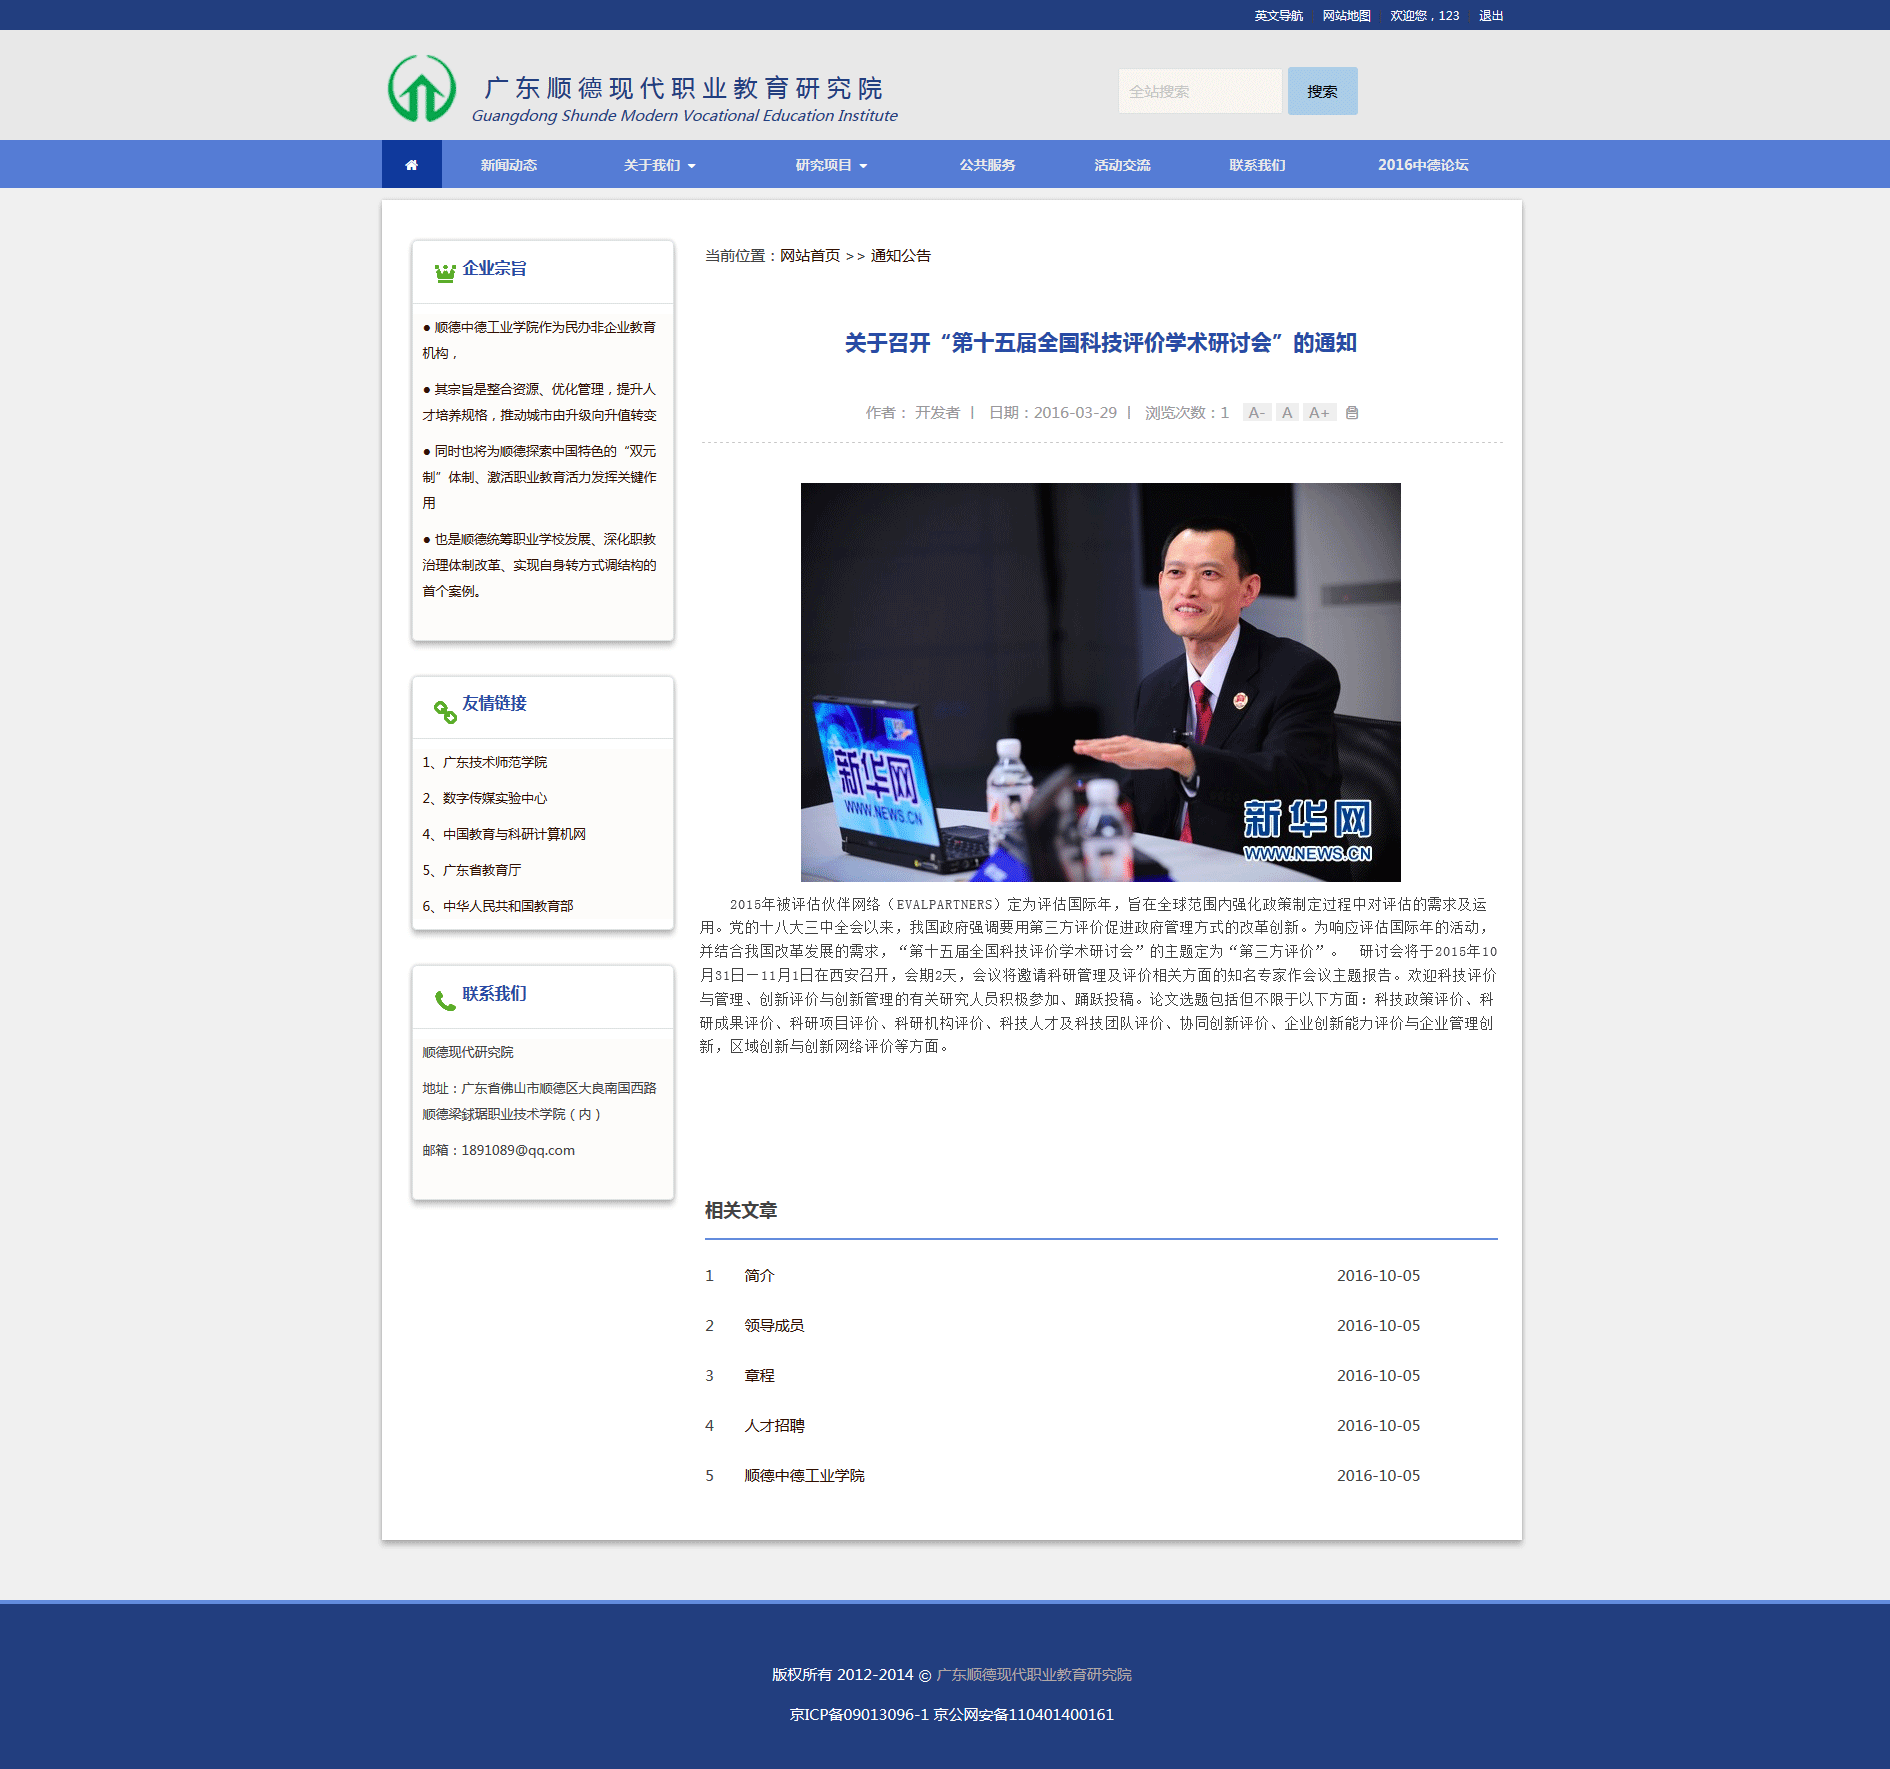 英文导航 网站地图 欢迎您，123 退出
广东顺德现代职业教育研究院
Guangdong Shunde Modern Vocational Education Institute
全站搜索 搜索
新闻动态 关于我们 研究项目 公共服务 活动交流 联系我们 2016中德论坛
企业宗旨
● 顺德中德工业学院作为民办非企业教育
机构，
● 其宗旨是整合资源、优化管理，提升人
才培养规格，推动城市由升级向升值转变
● 同时也将为顺德探索中国特色的“双元
制”体制、激活职业教育活力发挥关键作
用
● 也是顺德统筹职业学校发展、深化职教
治理体制改革、实现自身转方式调结构的
首个案例。
友情链接
1、广东技术师范学院
2、数字传媒实验中心
4、中国教育与科研计算机网
5、广东省教育厅
6、中华人民共和国教育部
联系我们
顺德现代研究院
地址：广东省佛山市顺德区大良南国西路
顺德梁銶琚职业技术学院（内）
邮箱：1891089@qq.com
当前位置：网站首页 >> 通知公告
关于召开“第十五届全国科技评价学术研讨会”的通知
作者： 开发者 | 日期：2016-03-29 | 浏览次数：1 A- A A+
新华网
WWW.NEWS.CN
新华网
WWW.NEWS.CN
2015年被评估伙伴网络（EVALPARTNERS）定为评估国际年，旨在全球范围内强化政策制定过程中对评估的需求及运
用。党的十八大三中全会以来，我国政府强调要用第三方评价促进政府管理方式的改革创新。为响应评估国际年的活动，
并结合我国改革发展的需求，“第十五届全国科技评价学术研讨会”的主题定为“第三方评价”。 研讨会将于2015年10
月31日—11月1日在西安召开，会期2天，会议将邀请科研管理及评价相关方面的知名专家作会议主题报告。欢迎科技评价
与管理、创新评价与创新管理的有关研究人员积极参加、踊跃投稿。论文选题包括但不限于以下方面：科技政策评价、科
研成果评价、科研项目评价、科研机构评价、科技人才及科技团队评价、协同创新评价、企业创新能力评价与企业管理创
新，区域创新与创新网络评价等方面。
相关文章
1 简介 2016-10-05
2 领导成员 2016-10-05
3 章程 2016-10-05
4 人才招聘 2016-10-05
5 顺德中德工业学院 2016-10-05
版权所有 2012-2014 © 广东顺德现代职业教育研究院
京ICP备09013096-1 京公网安备110401400161